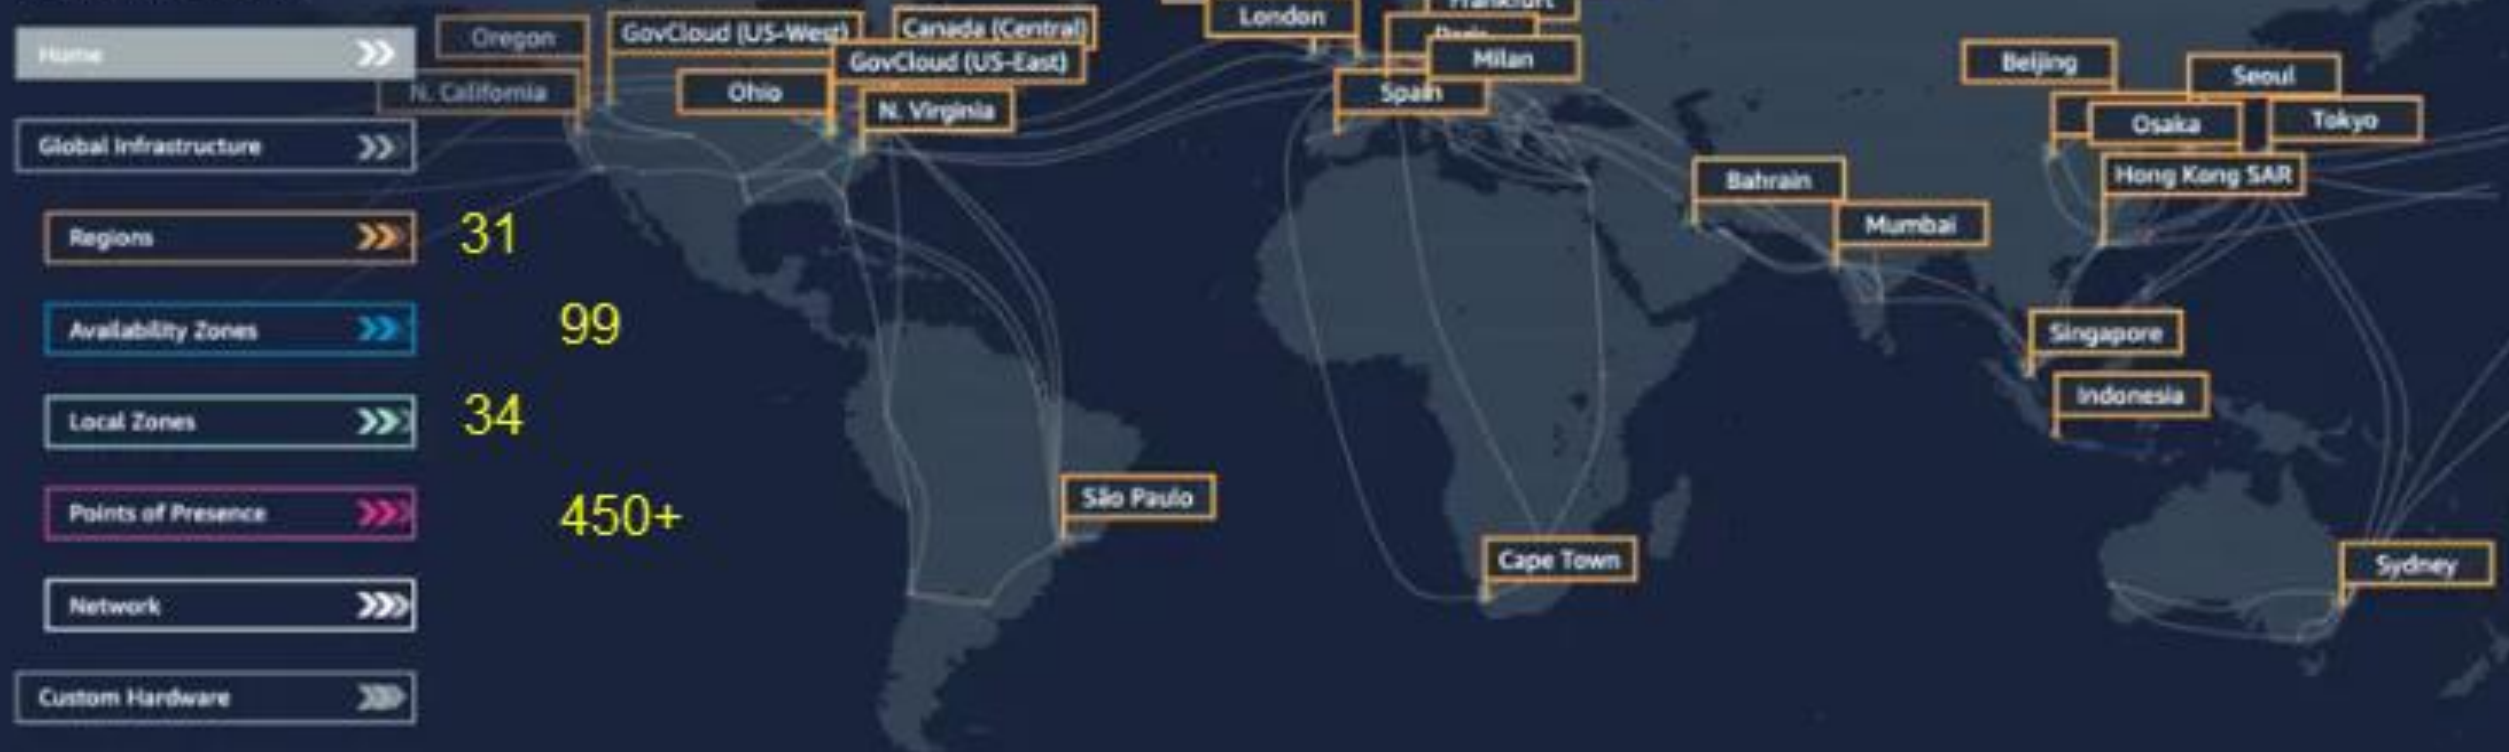 Home
Global Infrastructure
Regions
31
Availability Zones
99
Local Zones
34
Points of Presence
450+
Network
Custom Hardware
Oregon
GovCloud (US-West)
Canada (Central)
GovCloud (US-East)
N. California
Ohio
N. Virginia
São Paulo
London
Frankfurt
Paris
Milan
Spain
Cape Town
Bahrain
Mumbai
Beijing
Seoul
Osaka
Tokyo
Hong Kong SAR
Singapore
Indonesia
Sydney